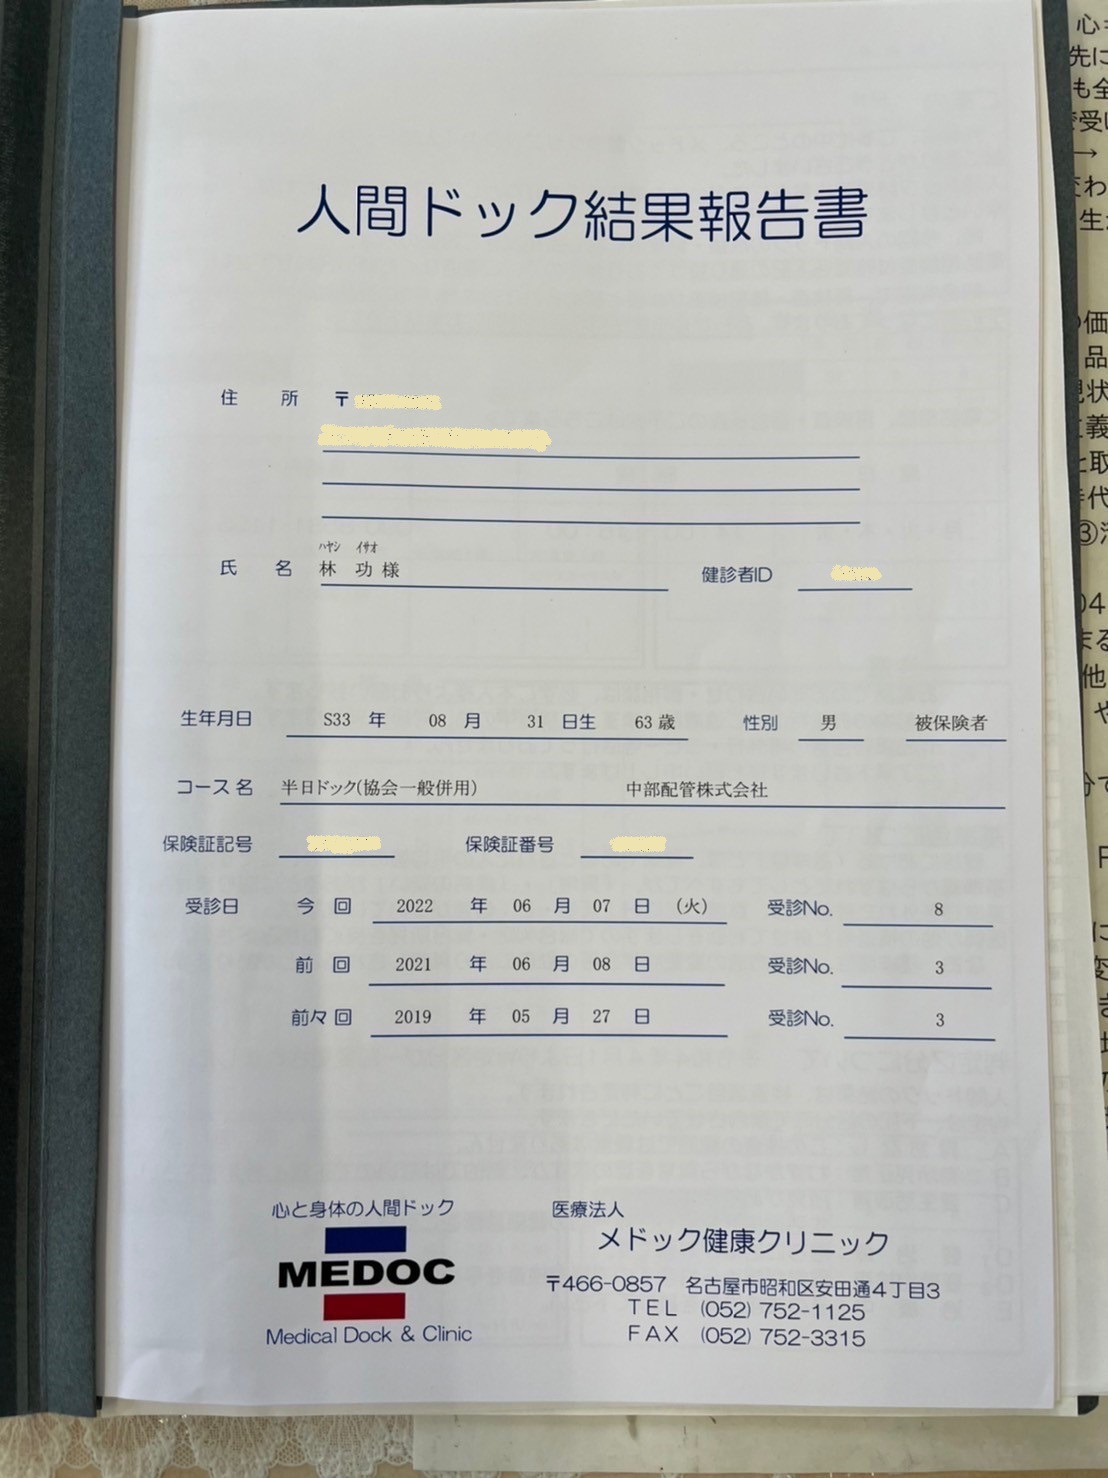 人間ドック結果報告書
住 所 〒
ハヤシ イサオ
氏 名 林 功 様 健診者ID
生年月日 S33 年 08 月 31 日生 63 歳 性別 男 被保険者
コース名 半日ドック(協会一般併用) 中部配管株式会社
保険証記号 保険証番号
受診日 今 回 2022 年 06 月 07 日 (火) 受診No. 8
前 回 2021 年 06 月 08 日 受診No. 3
前々回 2019 年 05 月 27 日 受診No. 3
心と身体の人間ドック
MEDOC
Medical Dock & Clinic
医療法人
メドック健康クリニック
〒466-0857 名古屋市昭和区安田通4丁目3
TEL (052) 752-1125
FAX (052) 752-3315